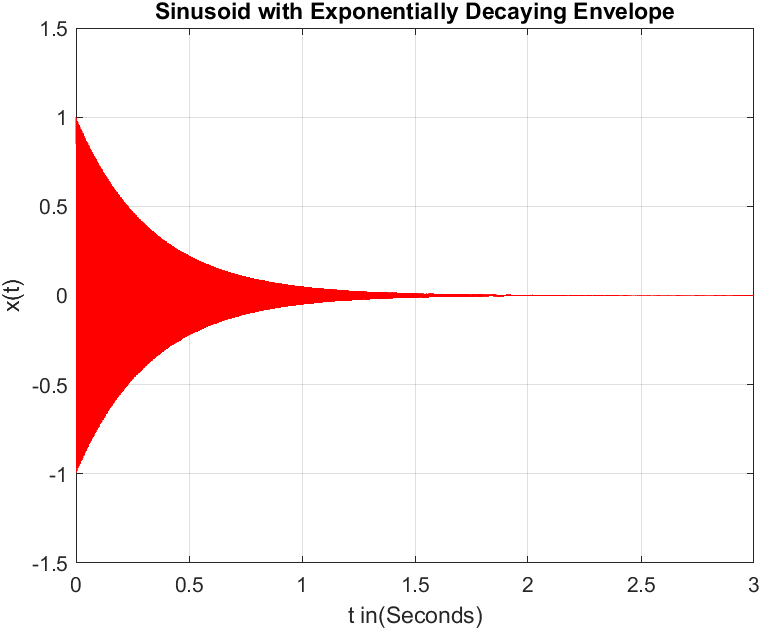 Sinusoid with Exponentially Decaying Envelope
1.5
1
0.5
0
-0.5
-1
-1.5
x(t)
0 0.5 1 1.5 2 2.5 3
t in(Seconds)